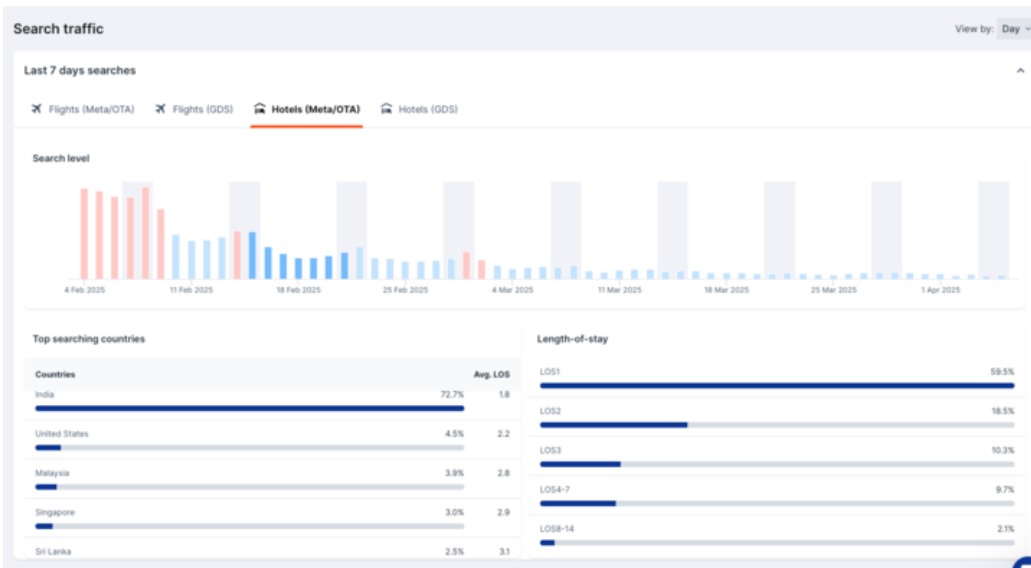 Search traffic
View by: Day
Last 7 days searches
Flights (Meta/OTA) Flights (GDS) Hotels (Meta/OTA) Hotels (GDS)
Search level
4 Feb 2025 11 Feb 2025 18 Feb 2025 25 Feb 2025 4 Mar 2025 11 Mar 2025 18 Mar 2025 25 Mar 2025 1 Apr 2025
Top searching countries
Countries Avg. LOS
India 72.7% 1.8
United States 4.5% 2.2
Malaysia 3.9% 2.8
Singapore 3.0% 2.9
Sri Lanka 2.5% 3.1
Length-of-stay
LOS1 59.5%
LOS2 18.5%
LOS3 10.3%
LOS4-7 9.7%
LOS8-14 2.1%